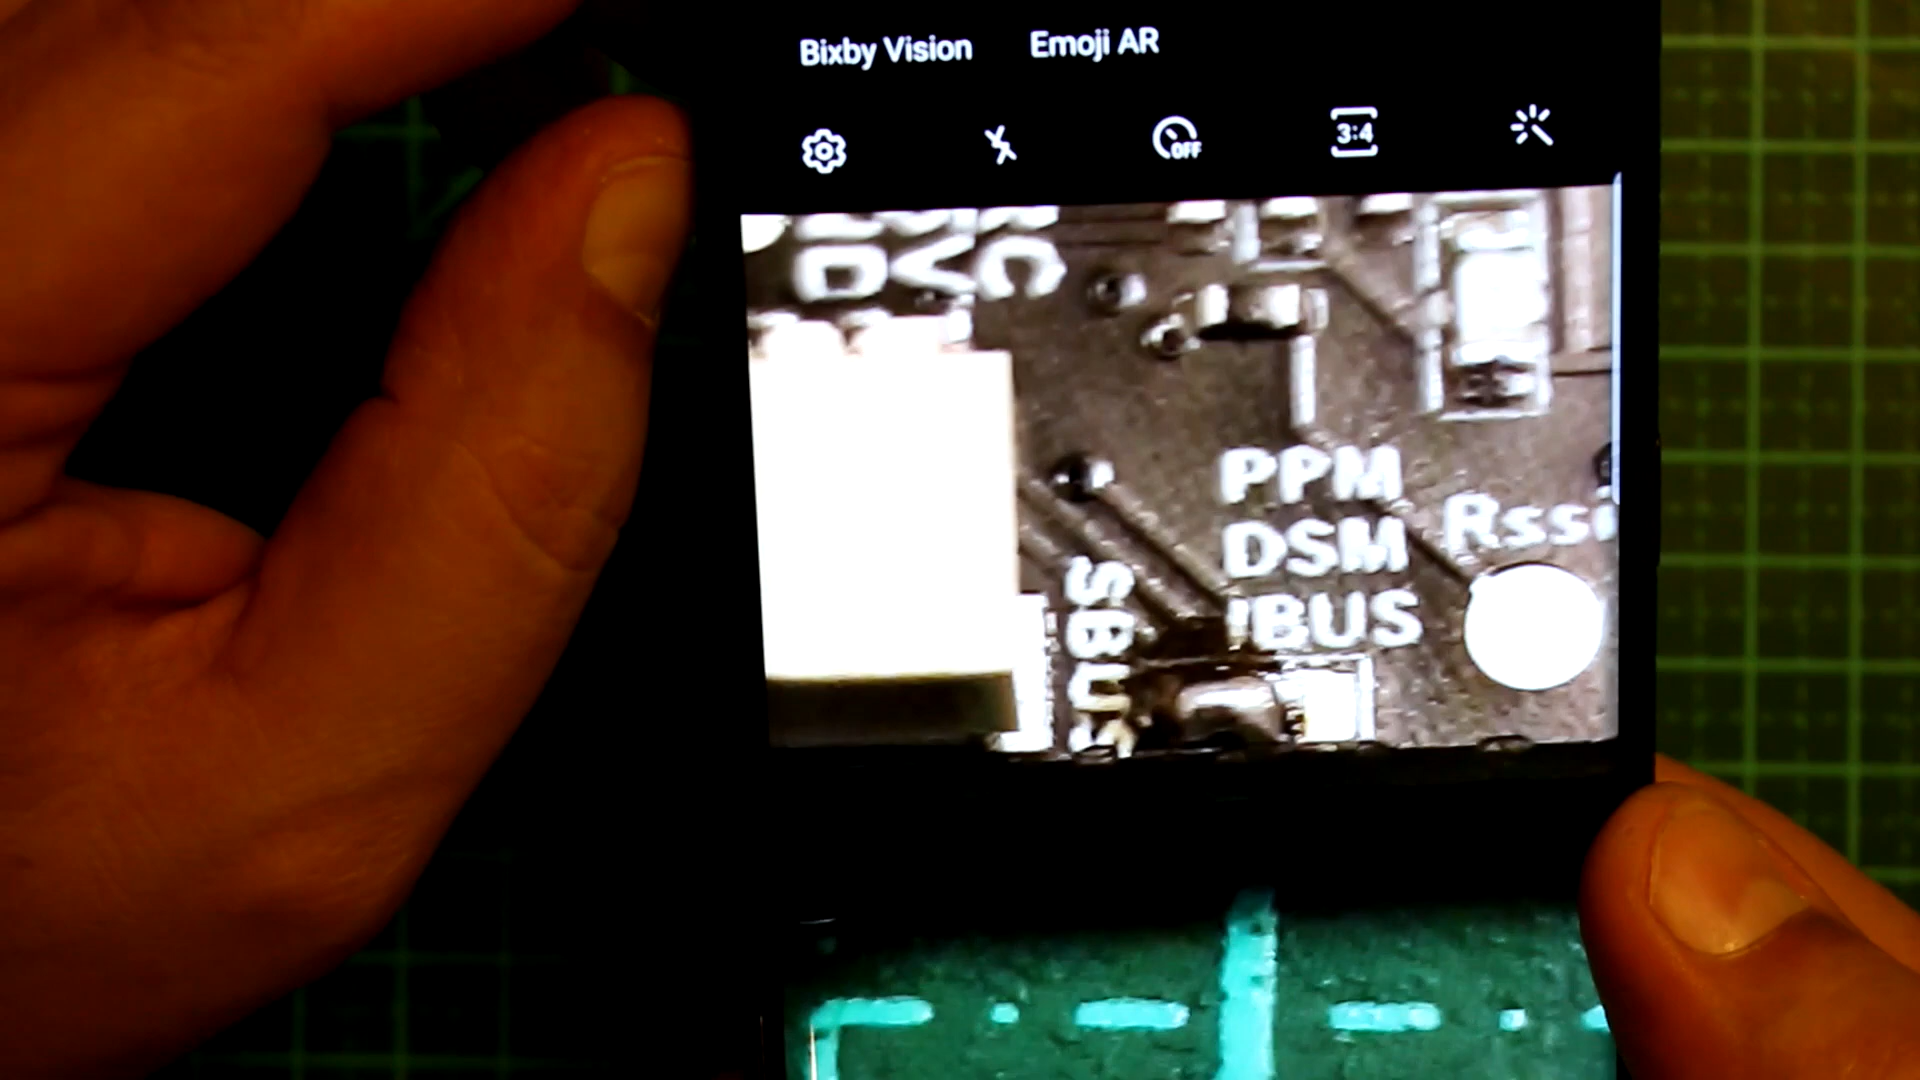 Bixby Vision Emoji AR
OFF 3:4
PPM
DSM
IBUS
Rssi
SBUS